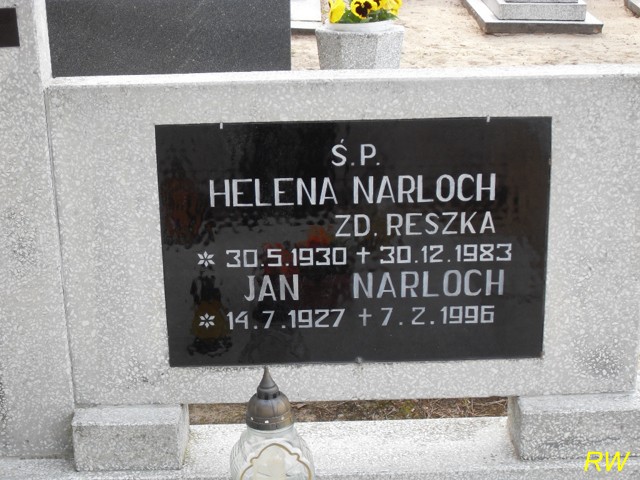 Ś.P.
HELENA NARLOCH
ZD. RESZKA
* 30.5.1930 + 30.12.1983
JAN NARLOCH
* 14.7.1927 + 7.2.1996
RW